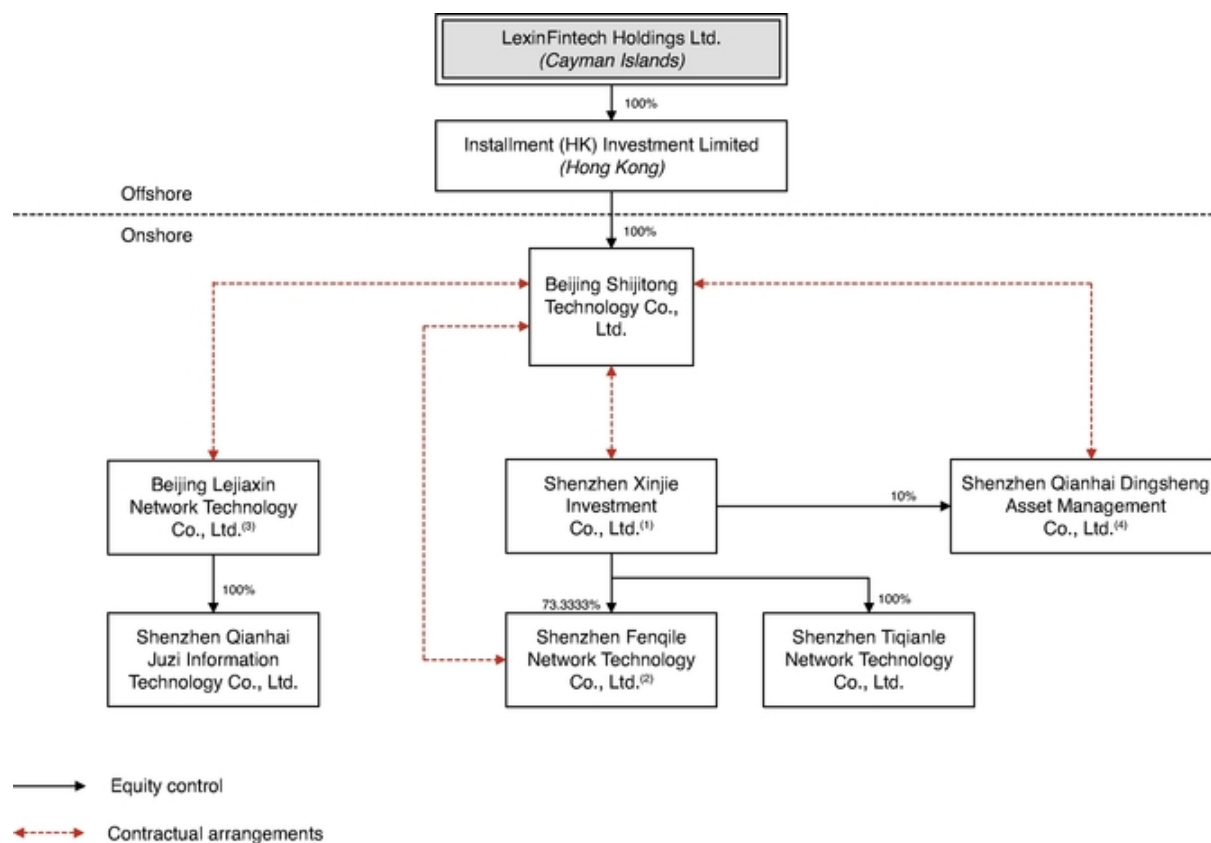 LexinFintech Holdings Ltd.
(Cayman Islands)
100%
Installment (HK) Investment Limited
(Hong Kong)
Offshore
Onshore
100%
Beijing Shijitong
Technology Co.,
Ltd.
Beijing Lejiaxin
Network Technology
Co., Ltd.(3)
Shenzhen Xinjie
Investment
Co., Ltd.(1)
10%
Shenzhen Qianhai Dingsheng
Asset Management
Co., Ltd.(4)
100%
73.3333%
100%
Shenzhen Qianhai
Juzi Information
Technology Co., Ltd.
Shenzhen Fenqile
Network Technology
Co., Ltd.(2)
Shenzhen Tiqianle
Network Technology
Co., Ltd.
Equity control
Contractual arrangements